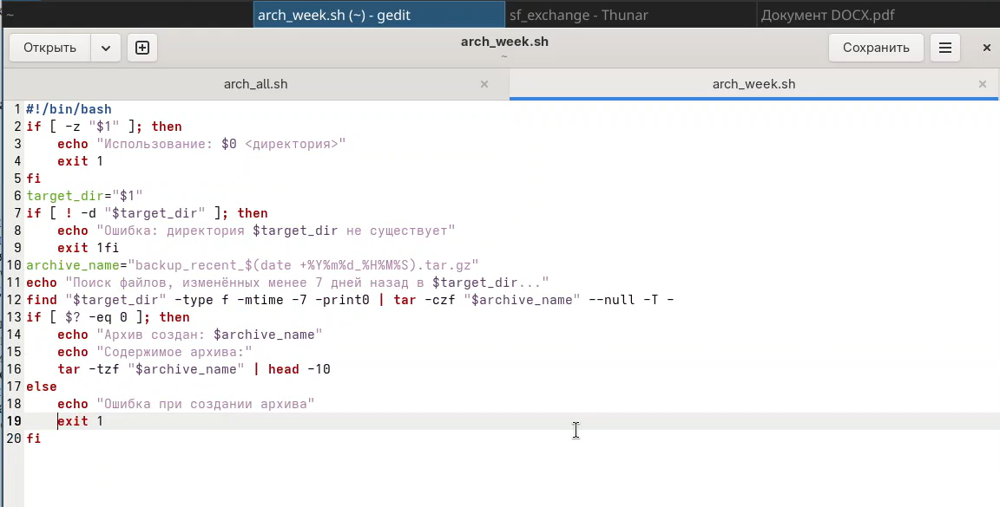 ~
arch_week.sh (~) - gedit
sf_exchange - Thunar
Документ DOCX.pdf
Открыть
arch_week.sh
~
Сохранить
arch_all.sh
arch_week.sh
1 #!/bin/bash
2 if [ -z "$1" ]; then
3     echo "Использование: $0 <директория>"
4     exit 1
5 fi
6 target_dir="$1"
7 if [ ! -d "$target_dir" ]; then
8     echo "Ошибка: директория $target_dir не существует"
9     exit 1fi
10 archive_name="backup_recent_$(date +%Y%m%d_%H%M%S).tar.gz"
11 echo "Поиск файлов, изменённых менее 7 дней назад в $target_dir..."
12 find "$target_dir" -type f -mtime -7 -print0 | tar -czf "$archive_name" --null -T -
13 if [ $? -eq 0 ]; then
14     echo "Архив создан: $archive_name"
15     echo "Содержимое архива:"
16     tar -tzf "$archive_name" | head -10
17 else
18     echo "Ошибка при создании архива"
19     exit 1
20 fi